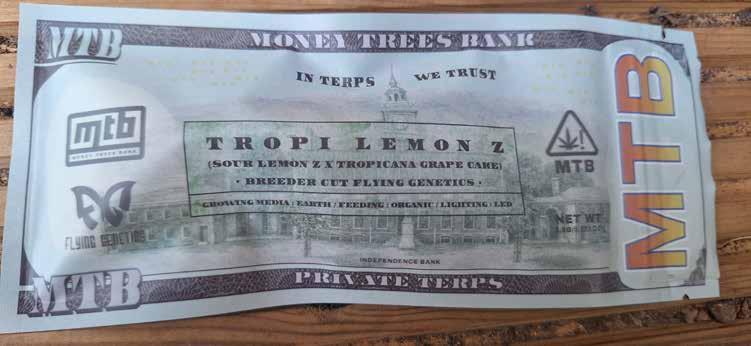 MTB
MONEY TREES BANK
IN TERPS WE TRUST
mtb
MONEY TREES BANK
TROPI LEMON Z
(SOUR LEMON Z X TROPICANA GRAPE CAKE)
· BREEDER CUT FLYING GENETICS ·
GROWING MEDIA : EARTH / FEEDING : ORGANIC / LIGHTING : LED
FLYING GENETICS
MTB
NET WT
MTB
INDEPENDENCE BANK
MTB
PRIVATE TERPS